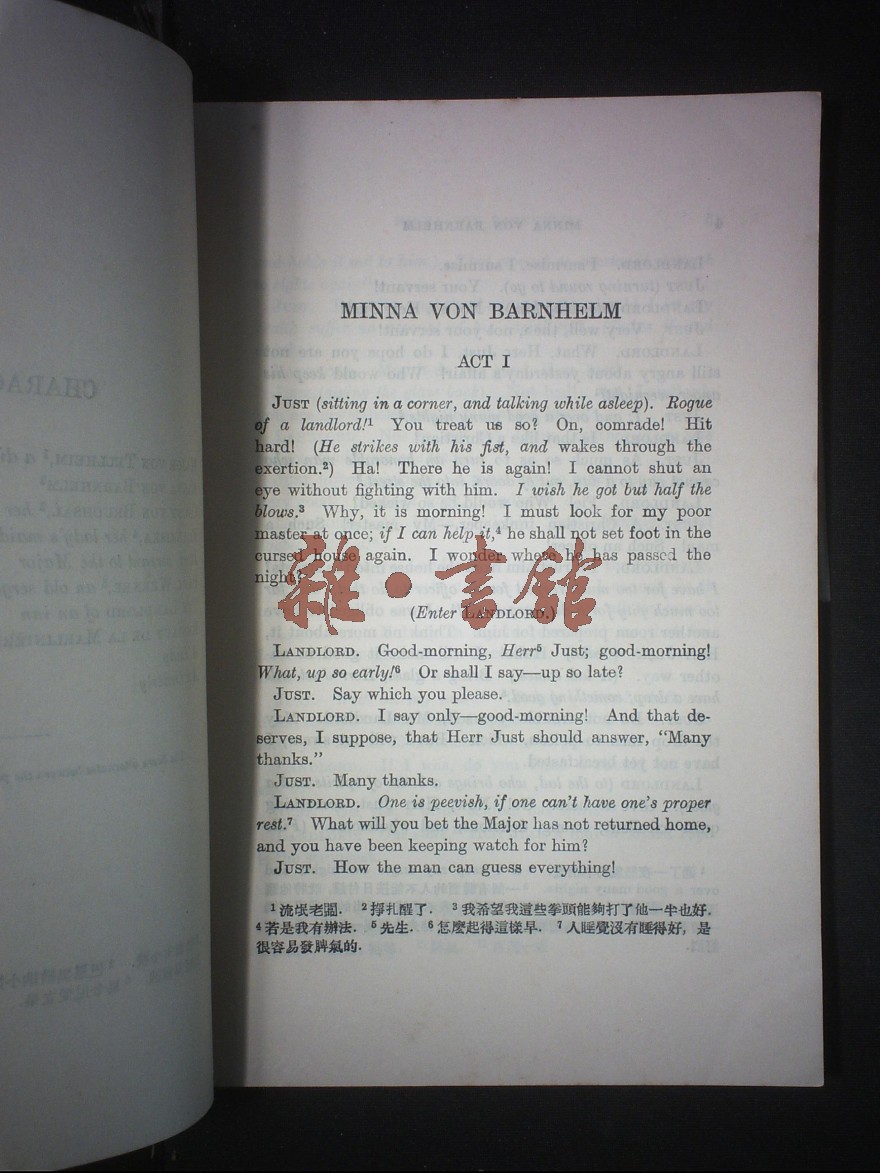 MINNA VON BARNHELM
ACT I
JUST (sitting in a corner, and talking while asleep). Rogue
of a landlord!¹ You treat us so? On, comrade! Hit
hard! (He strikes with his fist, and wakes through the
exertion.²) Ha! There he is again! I cannot shut an
eye without fighting with him. I wish he got but half the
blows.³ Why, it is morning! I must look for my poor
master at once; if I can help it,⁴ he shall not set foot in the
cursed house again. I wonder where he has passed the
night?
雜·書館
(Enter LANDLORD.)
LANDLORD. Good-morning, Herr⁵ Just; good-morning!
What, up so early!⁶ Or shall I say—up so late?
JUST. Say which you please.
LANDLORD. I say only—good-morning! And that de-
serves, I suppose, that Herr Just should answer, "Many
thanks."
JUST. Many thanks.
LANDLORD. One is peevish, if one can't have one's proper
rest.⁷ What will you bet the Major has not returned home,
and you have been keeping watch for him?
JUST. How the man can guess everything!
¹ 流氓老闆. ² 掙扎醒了. ³ 我希望我這些拳頭能夠打了他一半也好.
⁴ 若是我有辦法. ⁵ 先生. ⁶ 怎麼起得這樣早. ⁷ 人睡覺沒有睡得好，是
很容易發脾氣的.